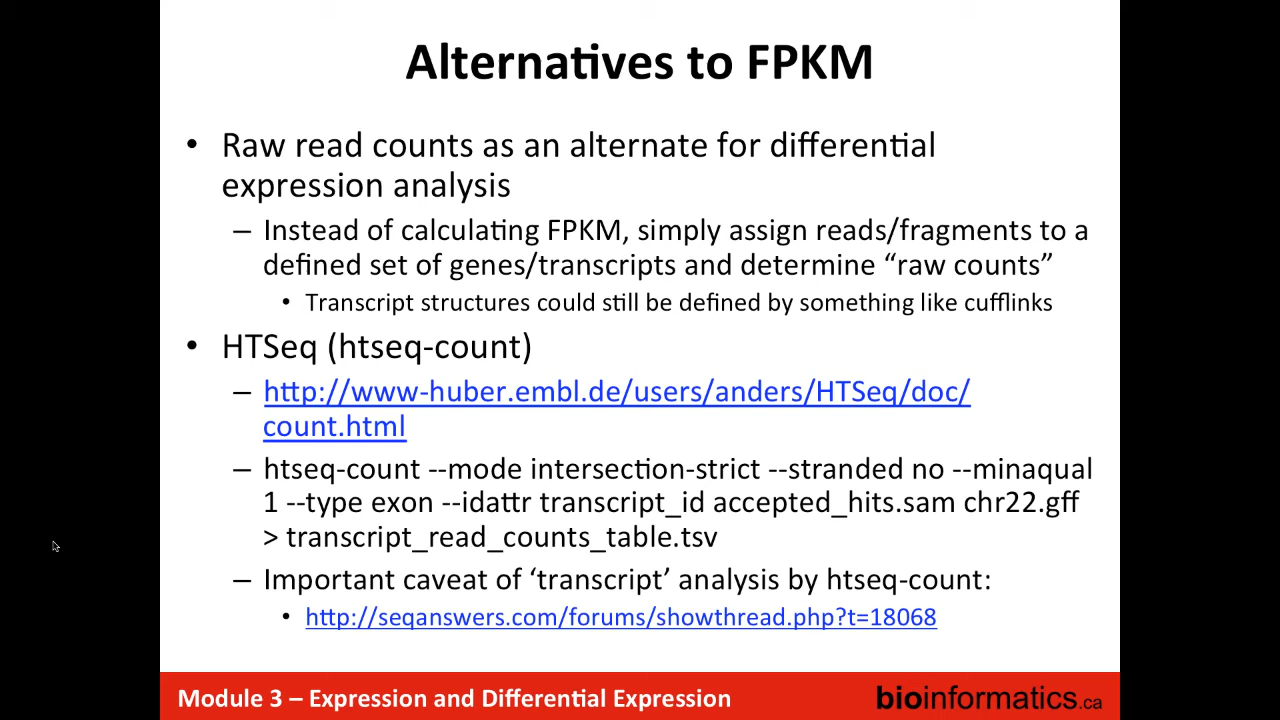 Alternatives to FPKM
• Raw read counts as an alternate for differential
expression analysis
– Instead of calculating FPKM, simply assign reads/fragments to a
defined set of genes/transcripts and determine “raw counts”
• Transcript structures could still be defined by something like cufflinks
• HTSeq (htseq-count)
– http://www-huber.embl.de/users/anders/HTSeq/doc/
count.html
– htseq-count --mode intersection-strict --stranded no --minaqual
1 --type exon --idattr transcript_id accepted_hits.sam chr22.gff
> transcript_read_counts_table.tsv
– Important caveat of ‘transcript’ analysis by htseq-count:
• http://seqanswers.com/forums/showthread.php?t=18068
Module 3 – Expression and Differential Expression
bioinformatics.ca